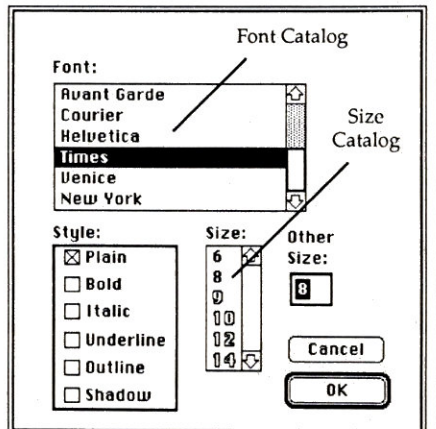 Font Catalog
Font:
Avant Garde
Courier
Helvetica
Times
Venice
New York
Size
Catalog
Style:
Plain
Bold
Italic
Underline
Outline
Shadow
Size:
6
8
9
10
12
14
Other
Size:
8
Cancel
OK